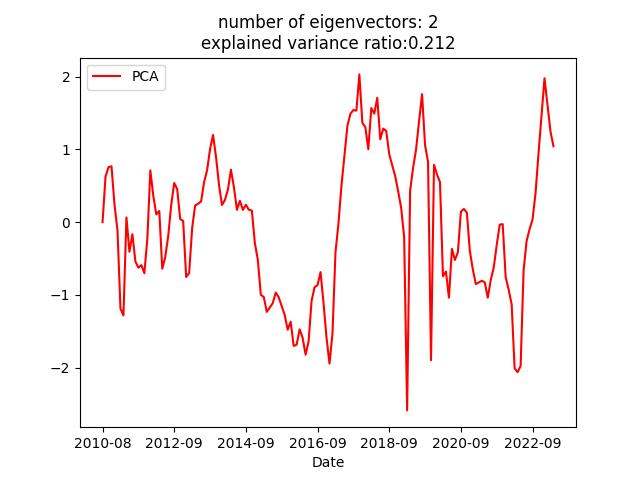 number of eigenvectors: 2
explained variance ratio:0.212
PCA
2
1
0
−1
−2
2010-08 2012-09 2014-09 2016-09 2018-09 2020-09 2022-09
Date